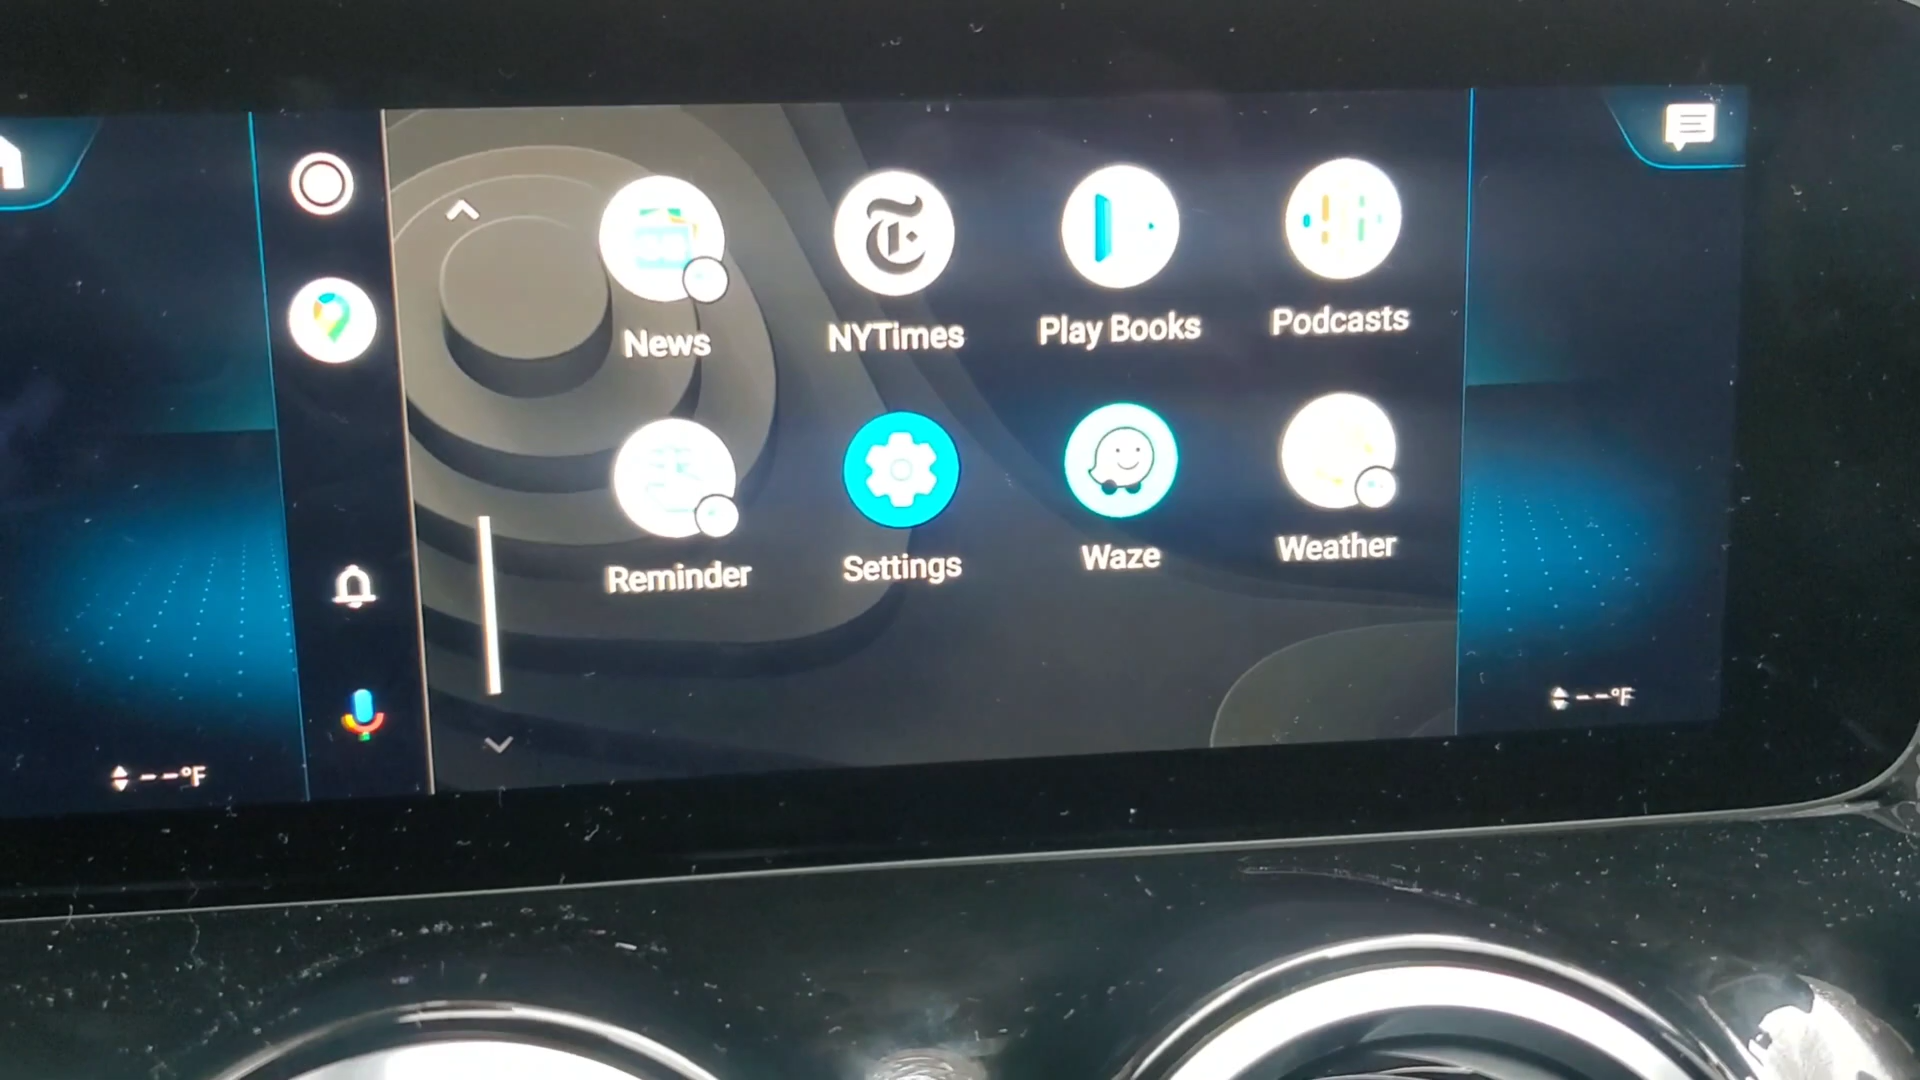 News
NYTimes
Play Books
Podcasts
Reminder
Settings
Waze
Weather
--°F
--°F